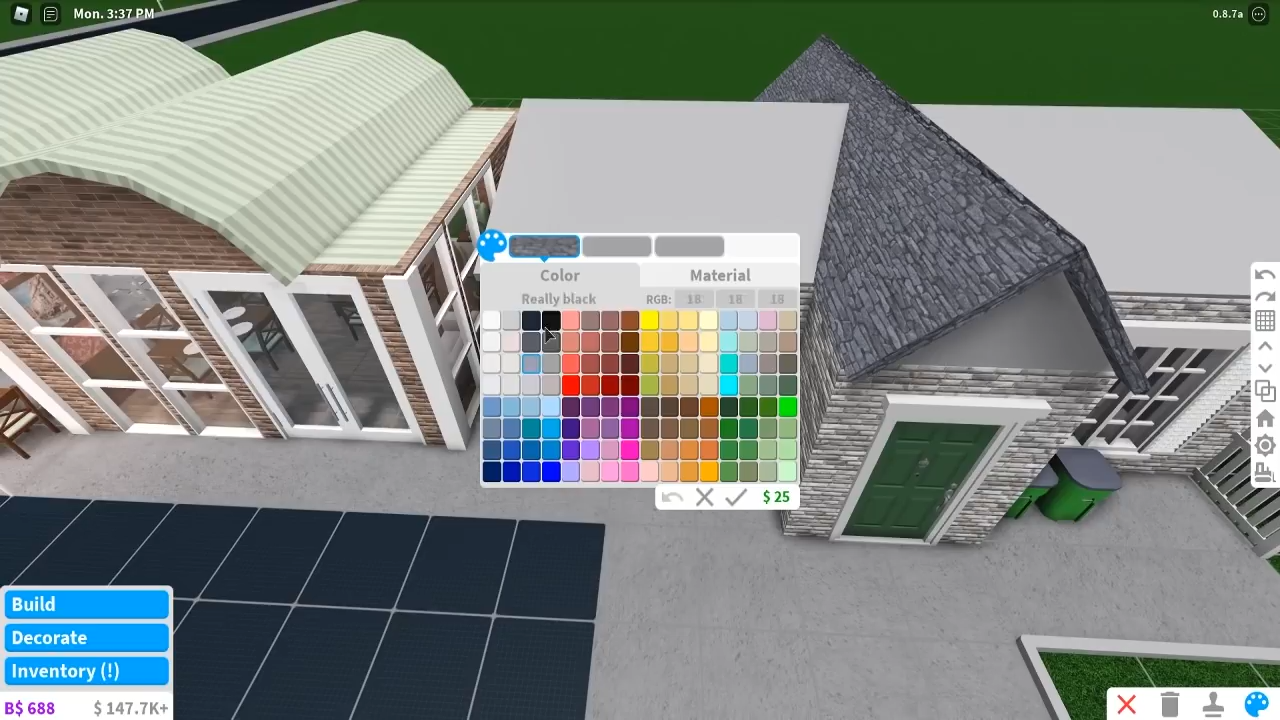 Mon. 3:37 PM
0.8.7a
Color
Material
Really black
RGB: 18 18 18
$ 25
Build
Decorate
Inventory (!)
B$ 688
$ 147.7K+